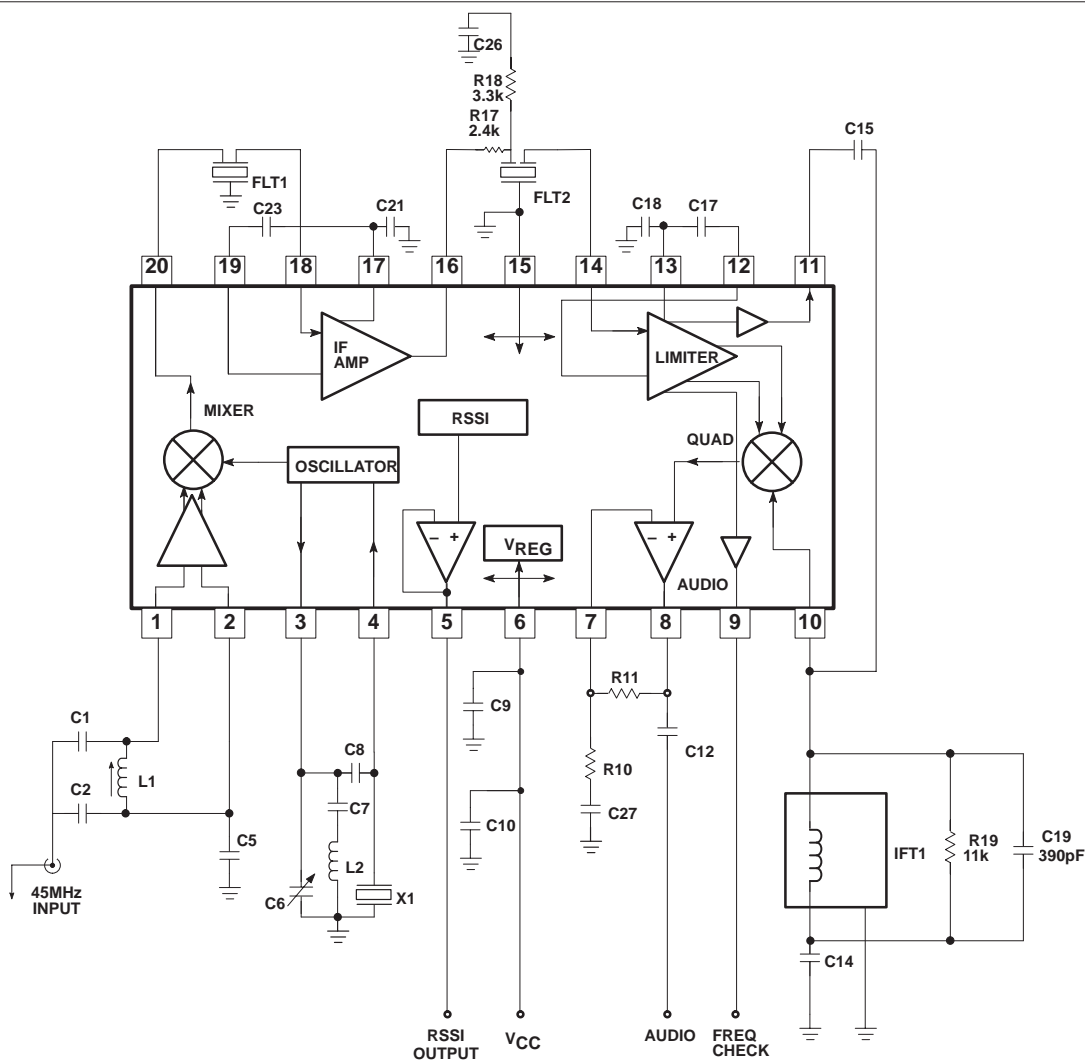 C26
R18
3.3k
R17
2.4k
C15
FLT1
FLT2
C23
C21
C18
C17
20
19
18
17
16
15
14
13
12
11
IF
AMP
LIMITER
MIXER
RSSI
QUAD
OSCILLATOR
– +
VREG
– +
AUDIO
1
2
3
4
5
6
7
8
9
10
R11
C9
C1
C8
C12
L1
R10
C2
C7
C10
C27
C5
L2
IFT1
R19
11k
C19
390pF
45MHz
INPUT
C6
X1
C14
RSSI
OUTPUT
VCC
AUDIO
FREQ
CHECK